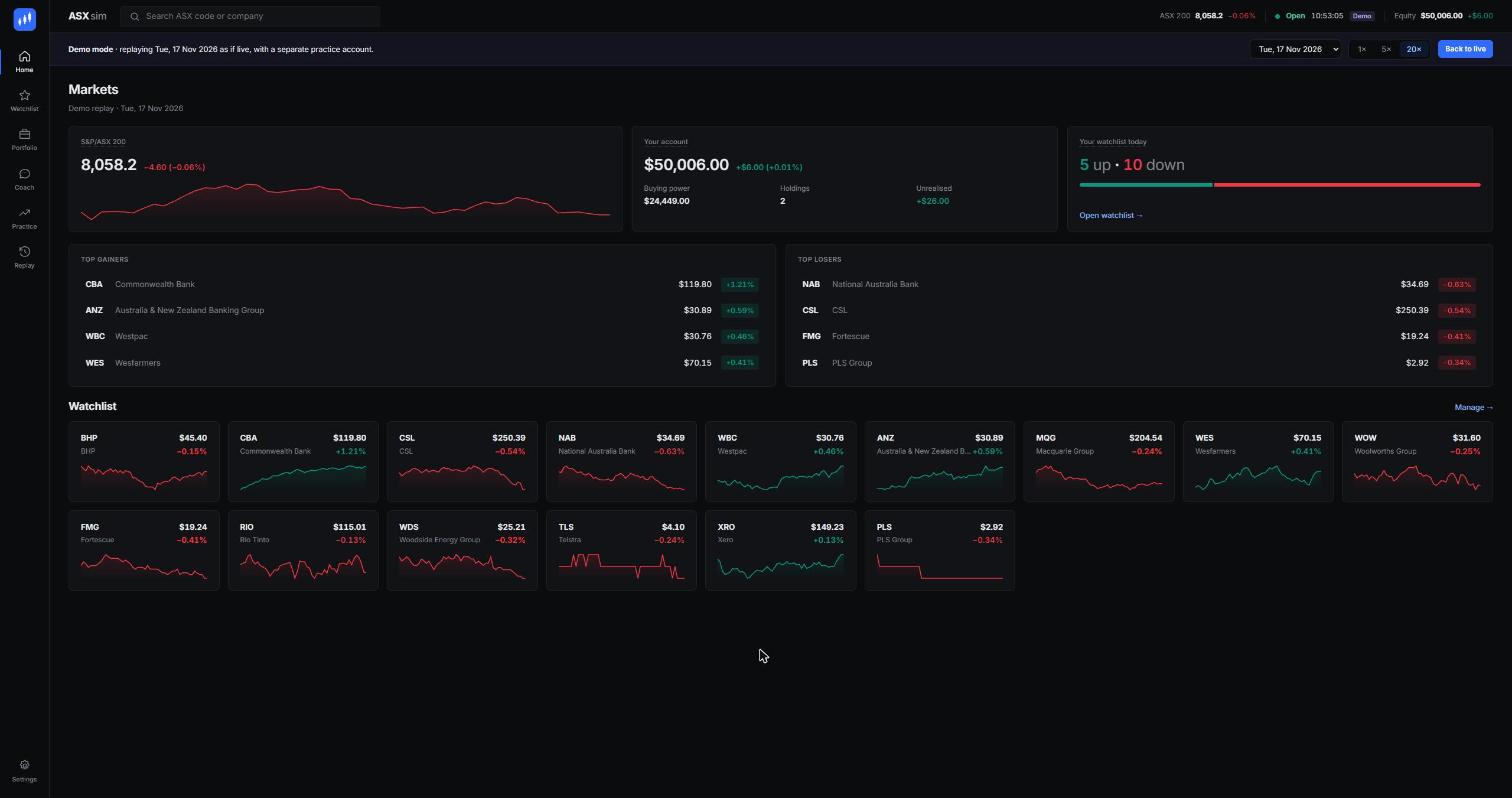 ASX sim
Search ASX code or company
ASX 200 8,058.2 −0.06% Open 10:53:05 Demo Equity $50,006.00 +$6.00
Demo mode · replaying Tue, 17 Nov 2026 as if live, with a separate practice account.
Tue, 17 Nov 2026 1× 5× 20× Back to live
Home
Watchlist
Portfolio
Coach
Practice
Replay
Settings
Markets
Demo replay · Tue, 17 Nov 2026
S&P/ASX 200
8,058.2 −4.60 (−0.06%)
Your account
$50,006.00 +$6.00 (+0.01%)
Buying power Holdings Unrealised
$24,449.00 2 +$26.00
Your watchlist today
5 up · 10 down
Open watchlist →
TOP GAINERS
CBA Commonwealth Bank $119.80 +1.21%
ANZ Australia & New Zealand Banking Group $30.89 +0.59%
WBC Westpac $30.76 +0.46%
WES Wesfarmers $70.15 +0.41%
TOP LOSERS
NAB National Australia Bank $34.69 −0.63%
CSL CSL $250.39 −0.54%
FMG Fortescue $19.24 −0.41%
PLS PLS Group $2.92 −0.34%
Watchlist
Manage →
BHP $45.40
BHP −0.15%
CBA $119.80
Commonwealth Bank +1.21%
CSL $250.39
CSL −0.54%
NAB $34.69
National Australia Bank −0.63%
WBC $30.76
Westpac +0.46%
ANZ $30.89
Australia & New Zealand B... +0.59%
MQG $204.54
Macquarie Group −0.24%
WES $70.15
Wesfarmers +0.41%
WOW $31.60
Woolworths Group −0.25%
FMG $19.24
Fortescue −0.41%
RIO $115.01
Rio Tinto −0.13%
WDS $25.21
Woodside Energy Group −0.32%
TLS $4.10
Telstra −0.24%
XRO $149.23
Xero +0.13%
PLS $2.92
PLS Group −0.34%